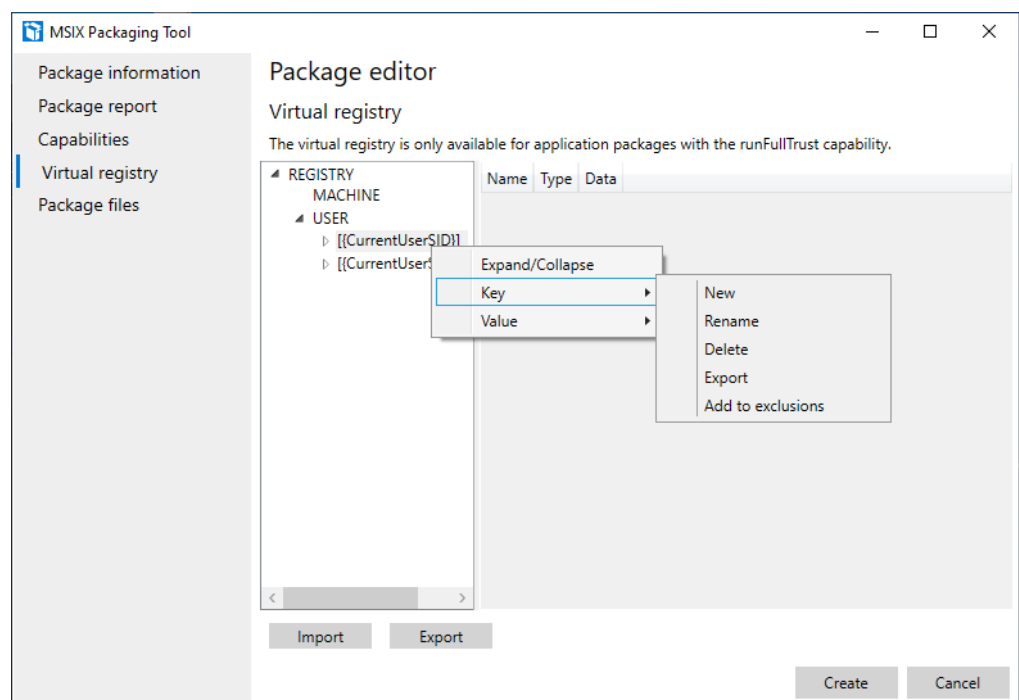 MSIX Packaging Tool
Package information
Package report
Capabilities
Virtual registry
Package files
Package editor
Virtual registry
The virtual registry is only available for application packages with the runFullTrust capability.
REGISTRY
MACHINE
USER
[{CurrentUserSID}]
[{CurrentUser
Name Type Data
Expand/Collapse
Key
Value
New
Rename
Delete
Export
Add to exclusions
Import Export
Create Cancel